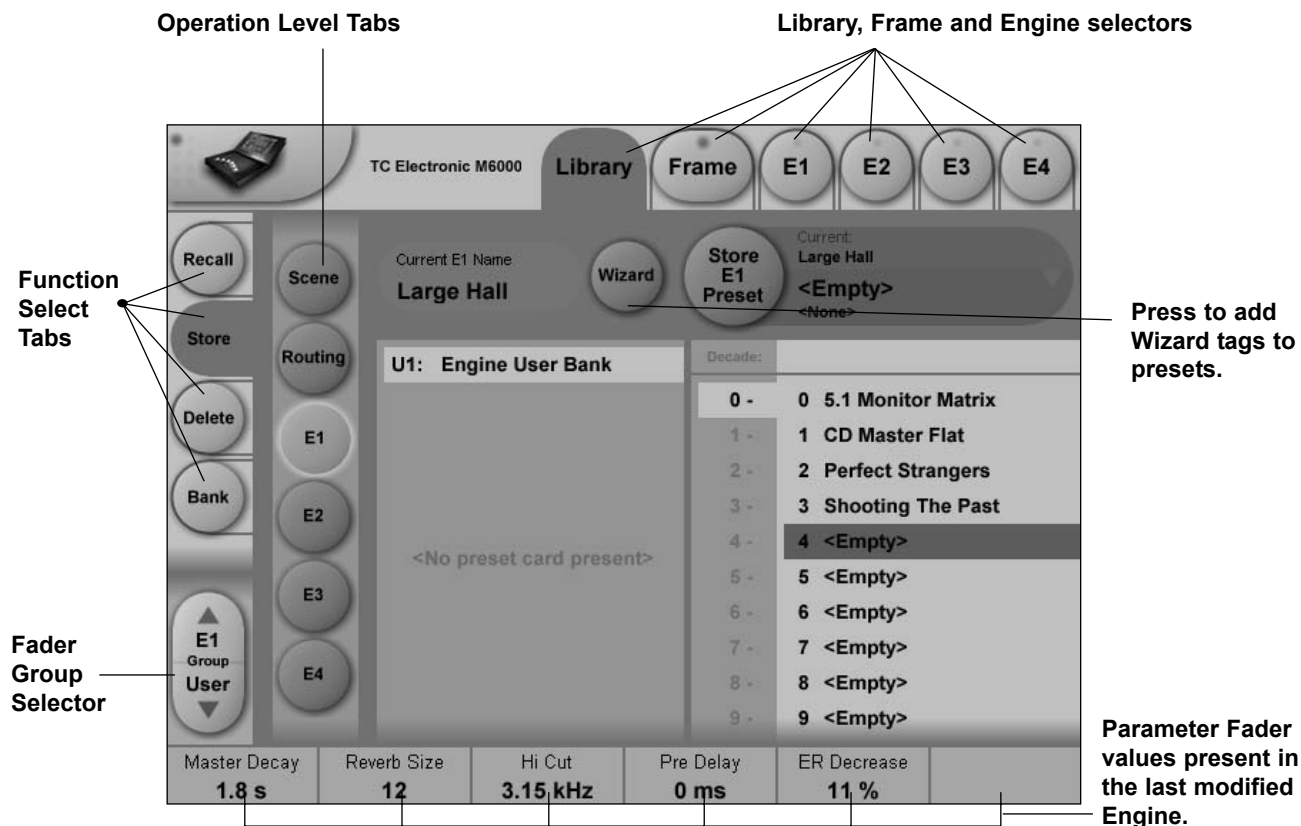 Operation Level Tabs
Library, Frame and Engine selectors
TC Electronic M6000
Library
Frame
E1
E2
E3
E4
Function
Select
Tabs
Recall
Store
Delete
Bank
Scene
Routing
E1
E2
E3
E4
Current E1 Name
Large Hall
Wizard
Store
E1
Preset
Current:
Large Hall
<Empty>
<None>
Press to add
Wizard tags to
presets.
U1: Engine User Bank
<No preset card present>
Decade:
0 -
1 -
2 -
3 -
4 -
5 -
6 -
7 -
8 -
9 -
0 5.1 Monitor Matrix
1 CD Master Flat
2 Perfect Strangers
3 Shooting The Past
4 <Empty>
5 <Empty>
6 <Empty>
7 <Empty>
8 <Empty>
9 <Empty>
Fader
Group
Selector
E1
Group
User
Master Decay
1.8 s
Reverb Size
12
Hi Cut
3.15 kHz
Pre Delay
0 ms
ER Decrease
11 %
Parameter Fader
values present in
the last modified
Engine.